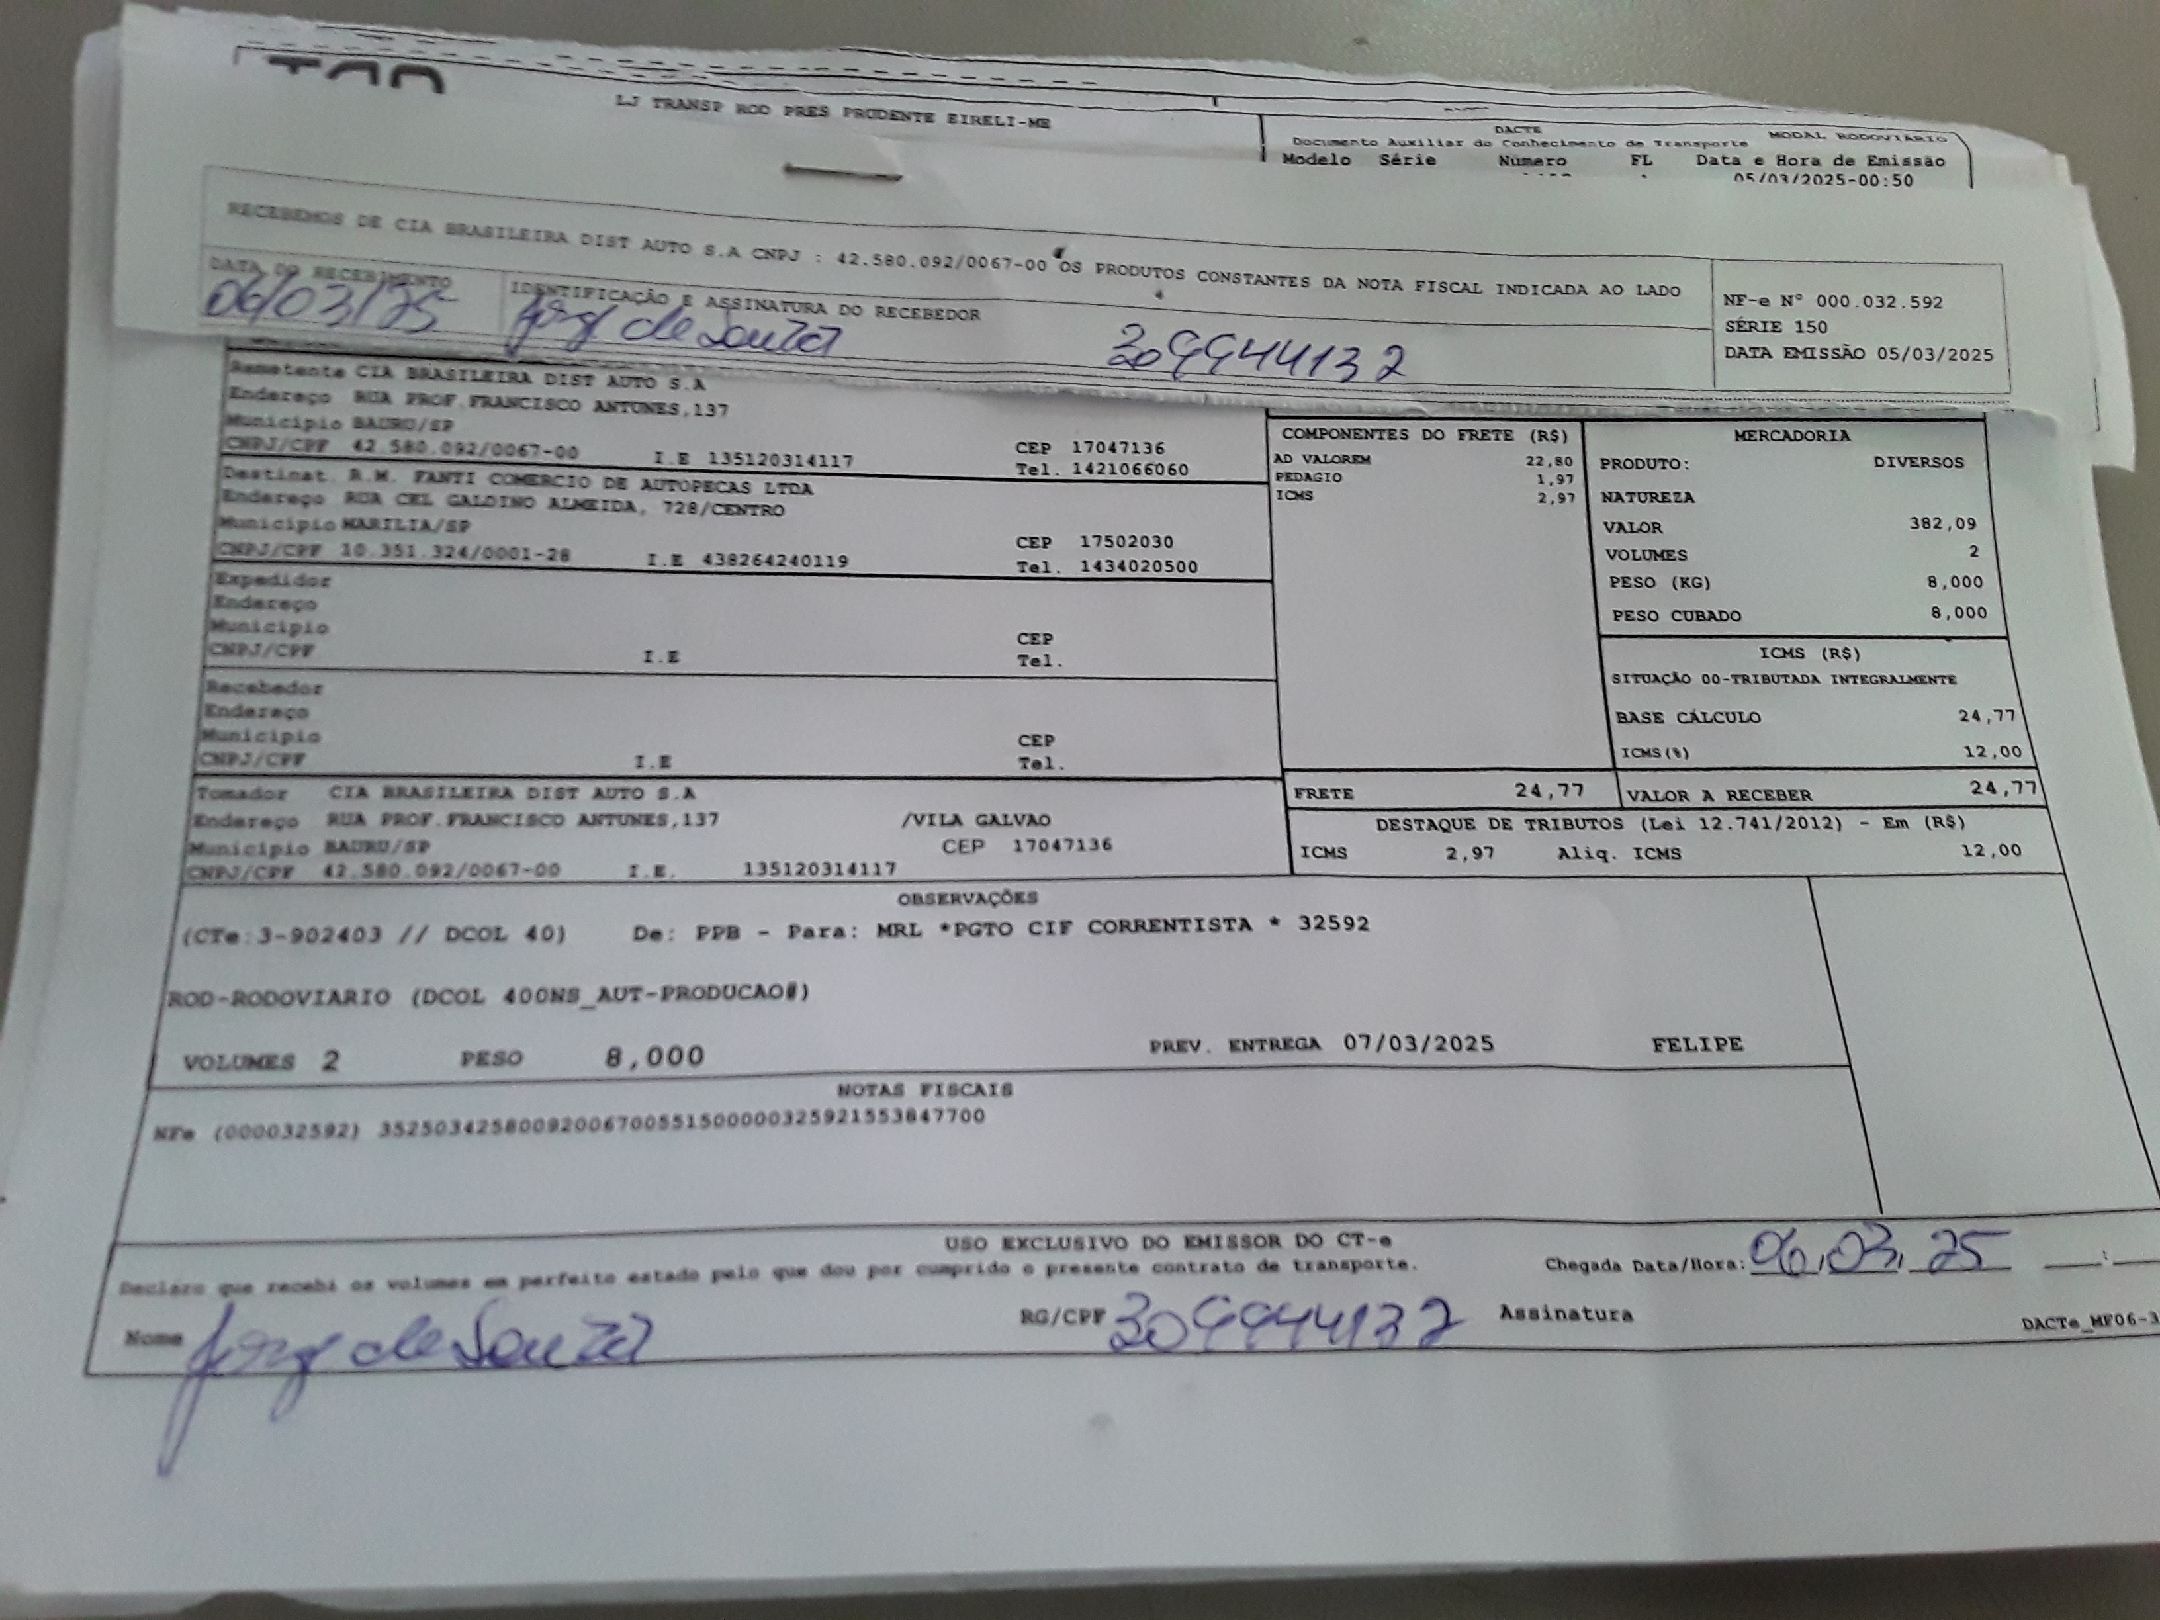 LJ TRANSP ROD PRES PRUDENTE EIRELI-ME
DACTE MODAL RODOVIÁRIO
Documento Auxiliar do Conhecimento de Transporte
Modelo Série Número FL Data e Hora de Emissão
05/03/2025-00:50
RECEBEMOS DE CIA BRASILEIRA DIST AUTO S.A CNPJ : 42.580.092/0067-00 OS PRODUTOS CONSTANTES DA NOTA FISCAL INDICADA AO LADO
DATA DO RECEBIMENTO
06/03/25
IDENTIFICAÇÃO E ASSINATURA DO RECEBEDOR
de Souza 309944132
NF-e N° 000.032.592
SÉRIE 150
DATA EMISSÃO 05/03/2025
Remetente CIA BRASILEIRA DIST AUTO S.A
Endereço RUA PROF.FRANCISCO ANTUNES,137
Município BAURU/SP CEP 17047136
CNPJ/CPF 42.580.092/0067-00 I.E 135120314117 Tel. 1421066060
Destinat. R.M. FANTI COMERCIO DE AUTOPECAS LTDA
Endereço RUA CEL GALDINO ALMEIDA, 728/CENTRO
Município MARILIA/SP CEP 17502030
CNPJ/CPF 10.351.324/0001-28 I.E 438264240119 Tel. 1434020500
Expedidor
Endereço
Município CEP
CNPJ/CPF I.E Tel.
Recebedor
Endereço
Município CEP
CNPJ/CPF I.E Tel.
Tomador CIA BRASILEIRA DIST AUTO S.A
Endereço RUA PROF.FRANCISCO ANTUNES,137 /VILA GALVAO
Município BAURU/SP CEP 17047136
CNPJ/CPF 42.580.092/0067-00 I.E. 135120314117
COMPONENTES DO FRETE (R$)
AD VALOREM 22,80
PEDAGIO 1,97
ICMS 2,97
MERCADORIA
PRODUTO: DIVERSOS
NATUREZA
VALOR 382,09
VOLUMES 2
PESO (KG) 8,000
PESO CUBADO 8,000
ICMS (R$)
SITUAÇÃO 00-TRIBUTADA INTEGRALMENTE
BASE CÁLCULO 24,77
ICMS(%) 12,00
FRETE 24,77 VALOR A RECEBER 24,77
DESTAQUE DE TRIBUTOS (Lei 12.741/2012) - Em (R$)
ICMS 2,97 Aliq. ICMS 12,00
OBSERVAÇÕES
(CTe:3-902403 // DCOL 40) De: PPB - Para: MRL *PGTO CIF CORRENTISTA * 32592
ROD-RODOVIARIO (DCOL 400NS_AUT-PRODUCAO#)
VOLUMES 2 PESO 8,000 PREV. ENTREGA 07/03/2025 FELIPE
NOTAS FISCAIS
NFe (000032592) 35250342580092006700551500000325921553847700
USO EXCLUSIVO DO EMISSOR DO CT-e
Declaro que recebi os volumes em perfeito estado pelo que dou por cumprido o presente contrato de transporte. Chegada Data/Hora: 06/03/25 :
Nome de Souza RG/CPF 309944132 Assinatura
DACTe_MF06-3